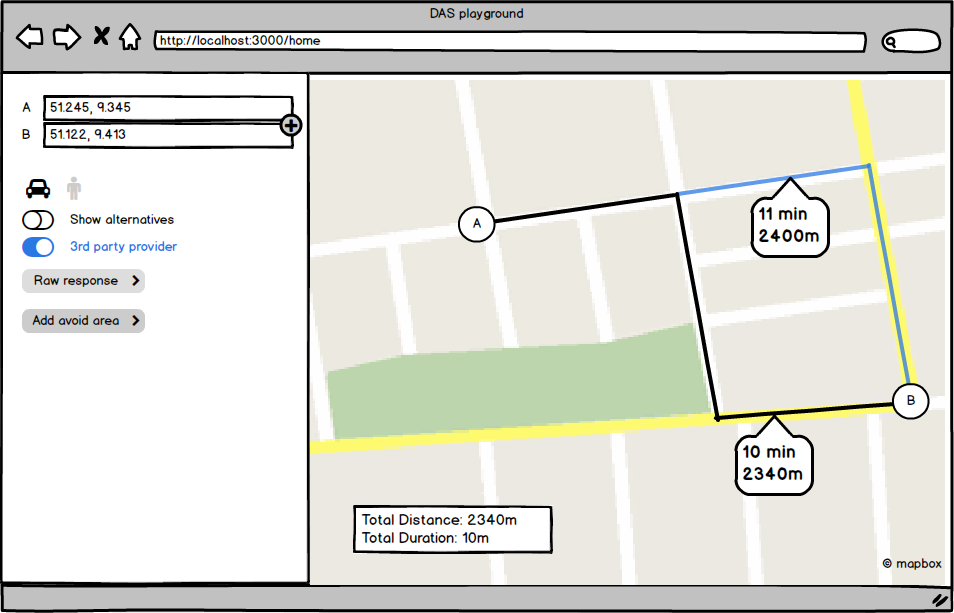 DAS playground
http://localhost:3000/home
A 51.245, 9.345
B 51.122, 9.413
Show alternatives
3rd party provider
Raw response
Add avoid area
A
11 min
2400m
B
10 min
2340m
Total Distance: 2340m
Total Duration: 10m
© mapbox